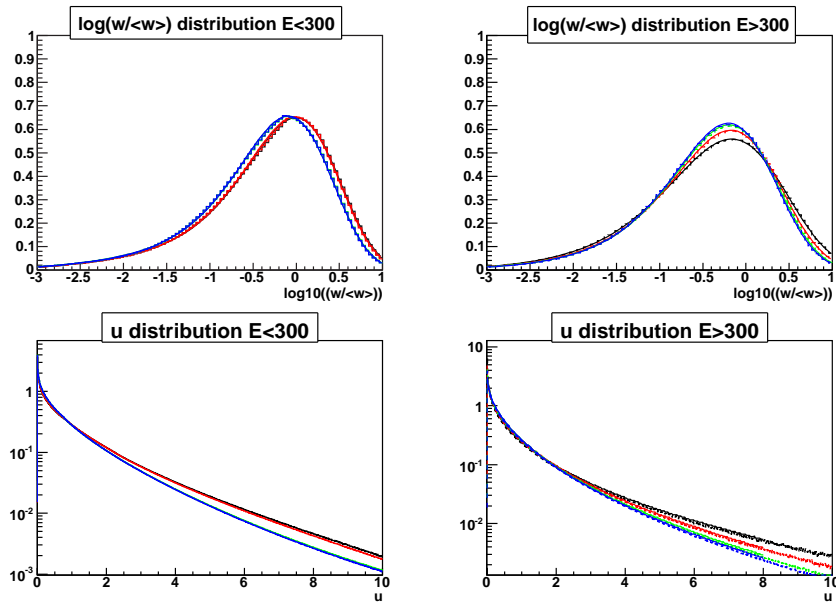 log(w/<w>) distribution E<300
1
0.9
0.8
0.7
0.6
0.5
0.4
0.3
0.2
0.1
0
-3 -2.5 -2 -1.5 -1 -0.5 0 0.5 1
log10((w/<w>))
log(w/<w>) distribution E>300
1
0.9
0.8
0.7
0.6
0.5
0.4
0.3
0.2
0.1
0
-3 -2.5 -2 -1.5 -1 -0.5 0 0.5 1
log10((w/<w>))
u distribution E<300
1
10-1
10-2
10-3
0 2 4 6 8 10
u
u distribution E>300
10
1
10-1
10-2
0 2 4 6 8 10
u